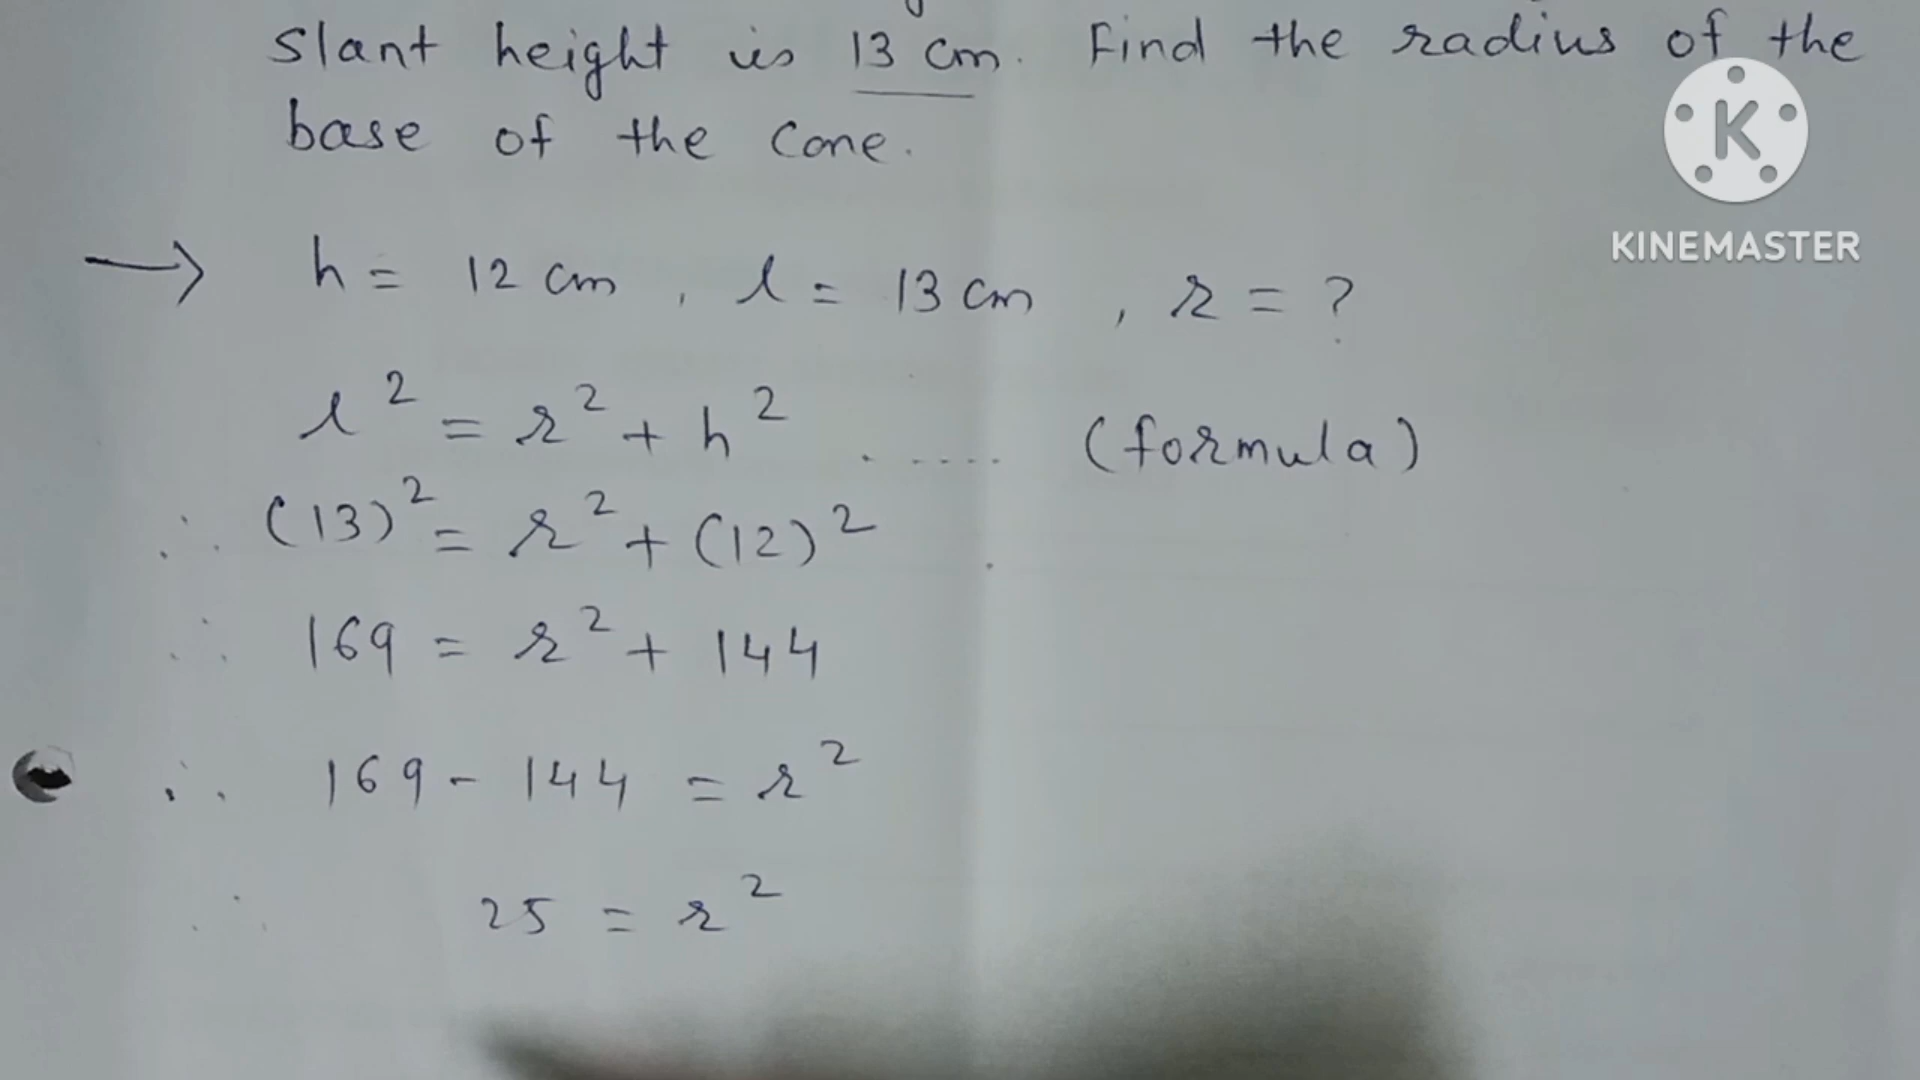 Slant height is 13 cm. Find the radius of the
base of the cone.
K
KINEMASTER
→ h = 12 cm , l = 13 cm , r = ?
l² = r² + h² ...... (formula)
∴ (13)² = r² + (12)²
∴ 169 = r² + 144
∴ 169 - 144 = r²
∴ 25 = r²